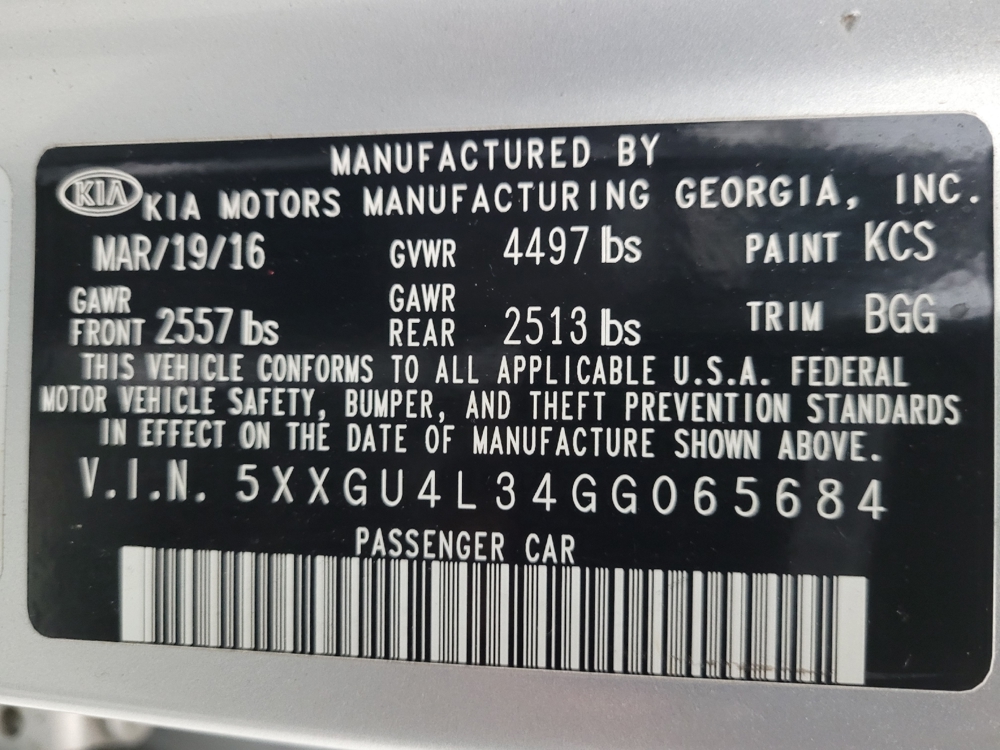 MANUFACTURED BY
KIA KIA MOTORS MANUFACTURING GEORGIA, INC.
MAR/19/16 GVWR 4497 lbs PAINT KCS
GAWR FRONT 2557 lbs GAWR REAR 2513 lbs TRIM BGG
THIS VEHICLE CONFORMS TO ALL APPLICABLE U.S.A. FEDERAL
MOTOR VEHICLE SAFETY, BUMPER, AND THEFT PREVENTION STANDARDS
IN EFFECT ON THE DATE OF MANUFACTURE SHOWN ABOVE.
V.I.N. 5XXGU4L34GG065684
PASSENGER CAR